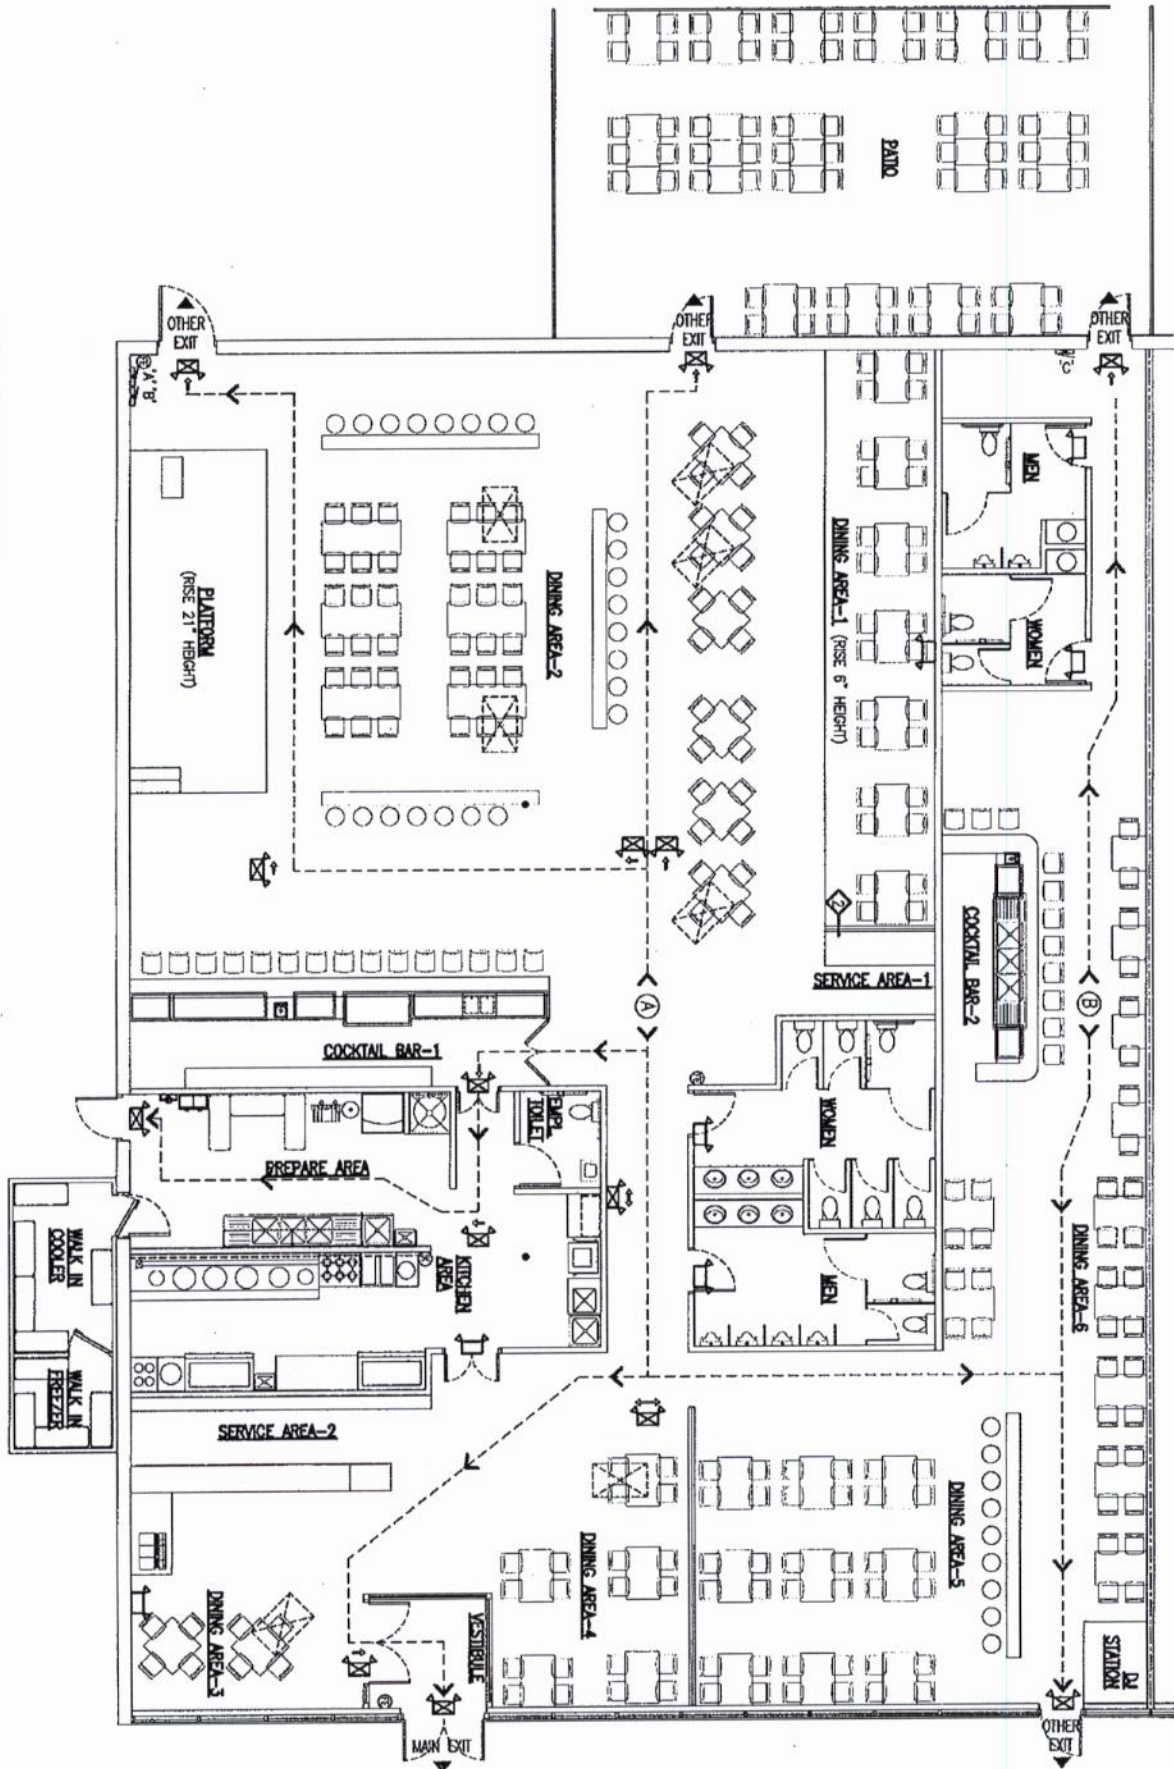 PATIO
OTHER
EXIT
OTHER
EXIT
OTHER
EXIT
"A" "B"
"C"
MEN
WOMEN
DINING AREA-1 (RISE 6" HEIGHT)
DINING AREA-2
PLATFORM
(RISE 21" HEIGHT)
2
SERVICE AREA-1
COCKTAIL BAR-2
A
B
COCKTAIL BAR-1
EMPL
TOILET
WOMEN
PREPARE AREA
KITCHEN
AREA
MEN
WALK IN
COOLER
WALK IN
FREEZER
DINING AREA-6
SERVICE AREA-2
DINING AREA-5
DINING AREA-4
DINING AREA-3
VESTIBULE
DJ
STATION
MAIN EXIT
OTHER
EXIT